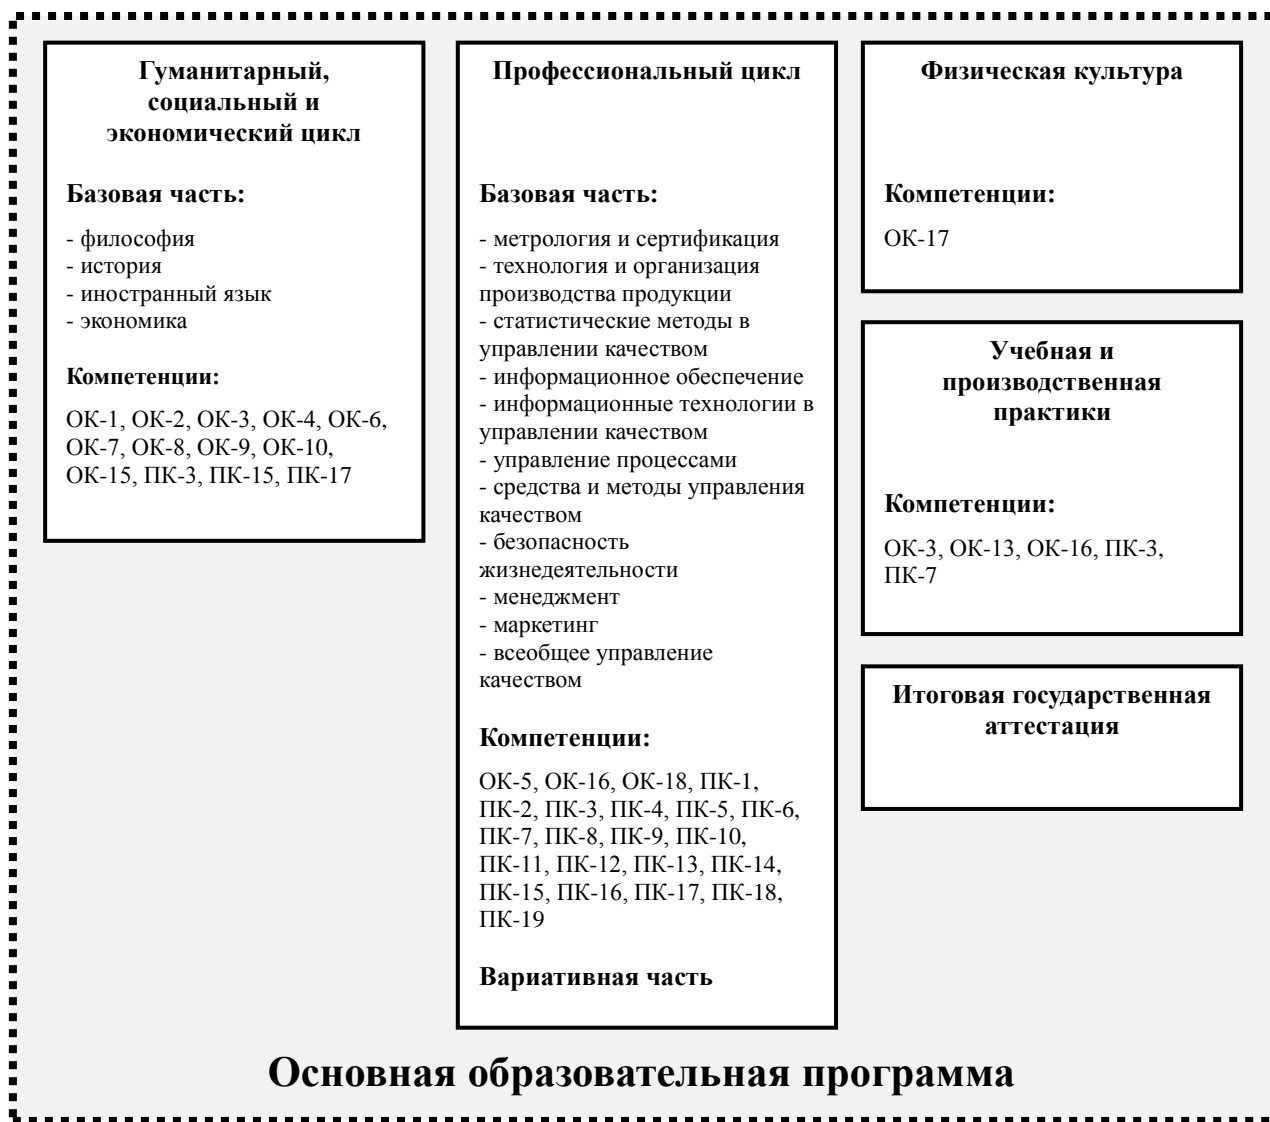 Гуманитарный,
социальный и
экономический цикл
Базовая часть:
- философия
- история
- иностранный язык
- экономика
Компетенции:
ОК-1, ОК-2, ОК-3, ОК-4, ОК-6,
ОК-7, ОК-8, ОК-9, ОК-10,
ОК-15, ПК-3, ПК-15, ПК-17
Профессиональный цикл
Базовая часть:
- метрология и сертификация
- технология и организация
производства продукции
- статистические методы в
управлении качеством
- информационное обеспечение
- информационные технологии в
управлении качеством
- управление процессами
- средства и методы управления
качеством
- безопасность
жизнедеятельности
- менеджмент
- маркетинг
- всеобщее управление
качеством
Компетенции:
ОК-5, ОК-16, ОК-18, ПК-1,
ПК-2, ПК-3, ПК-4, ПК-5, ПК-6,
ПК-7, ПК-8, ПК-9, ПК-10,
ПК-11, ПК-12, ПК-13, ПК-14,
ПК-15, ПК-16, ПК-17, ПК-18,
ПК-19
Вариативная часть
Физическая культура
Компетенции:
ОК-17
Учебная и
производственная
практики
Компетенции:
ОК-3, ОК-13, ОК-16, ПК-3,
ПК-7
Итоговая государственная
аттестация
Основная образовательная программа